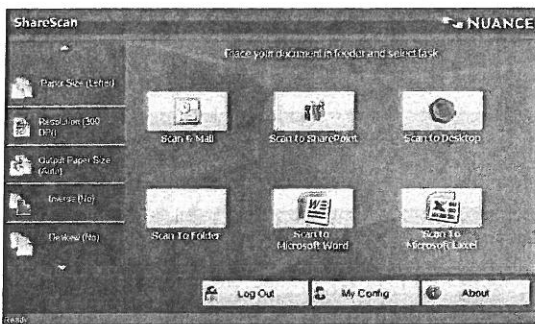 ShareScan
NUANCE
Place your document in feeder and select task
Paper Size (Letter)
Resolution (300
DPI)
Output Paper Size
(Auto)
Inverse (No)
Deskew (No)
Scan & Mail
Scan to SharePoint
Scan to Desktop
Scan To Folder
Scan to
Microsoft Word
Scan To
Microsoft Excel
Log Out
My Config
About
Ready